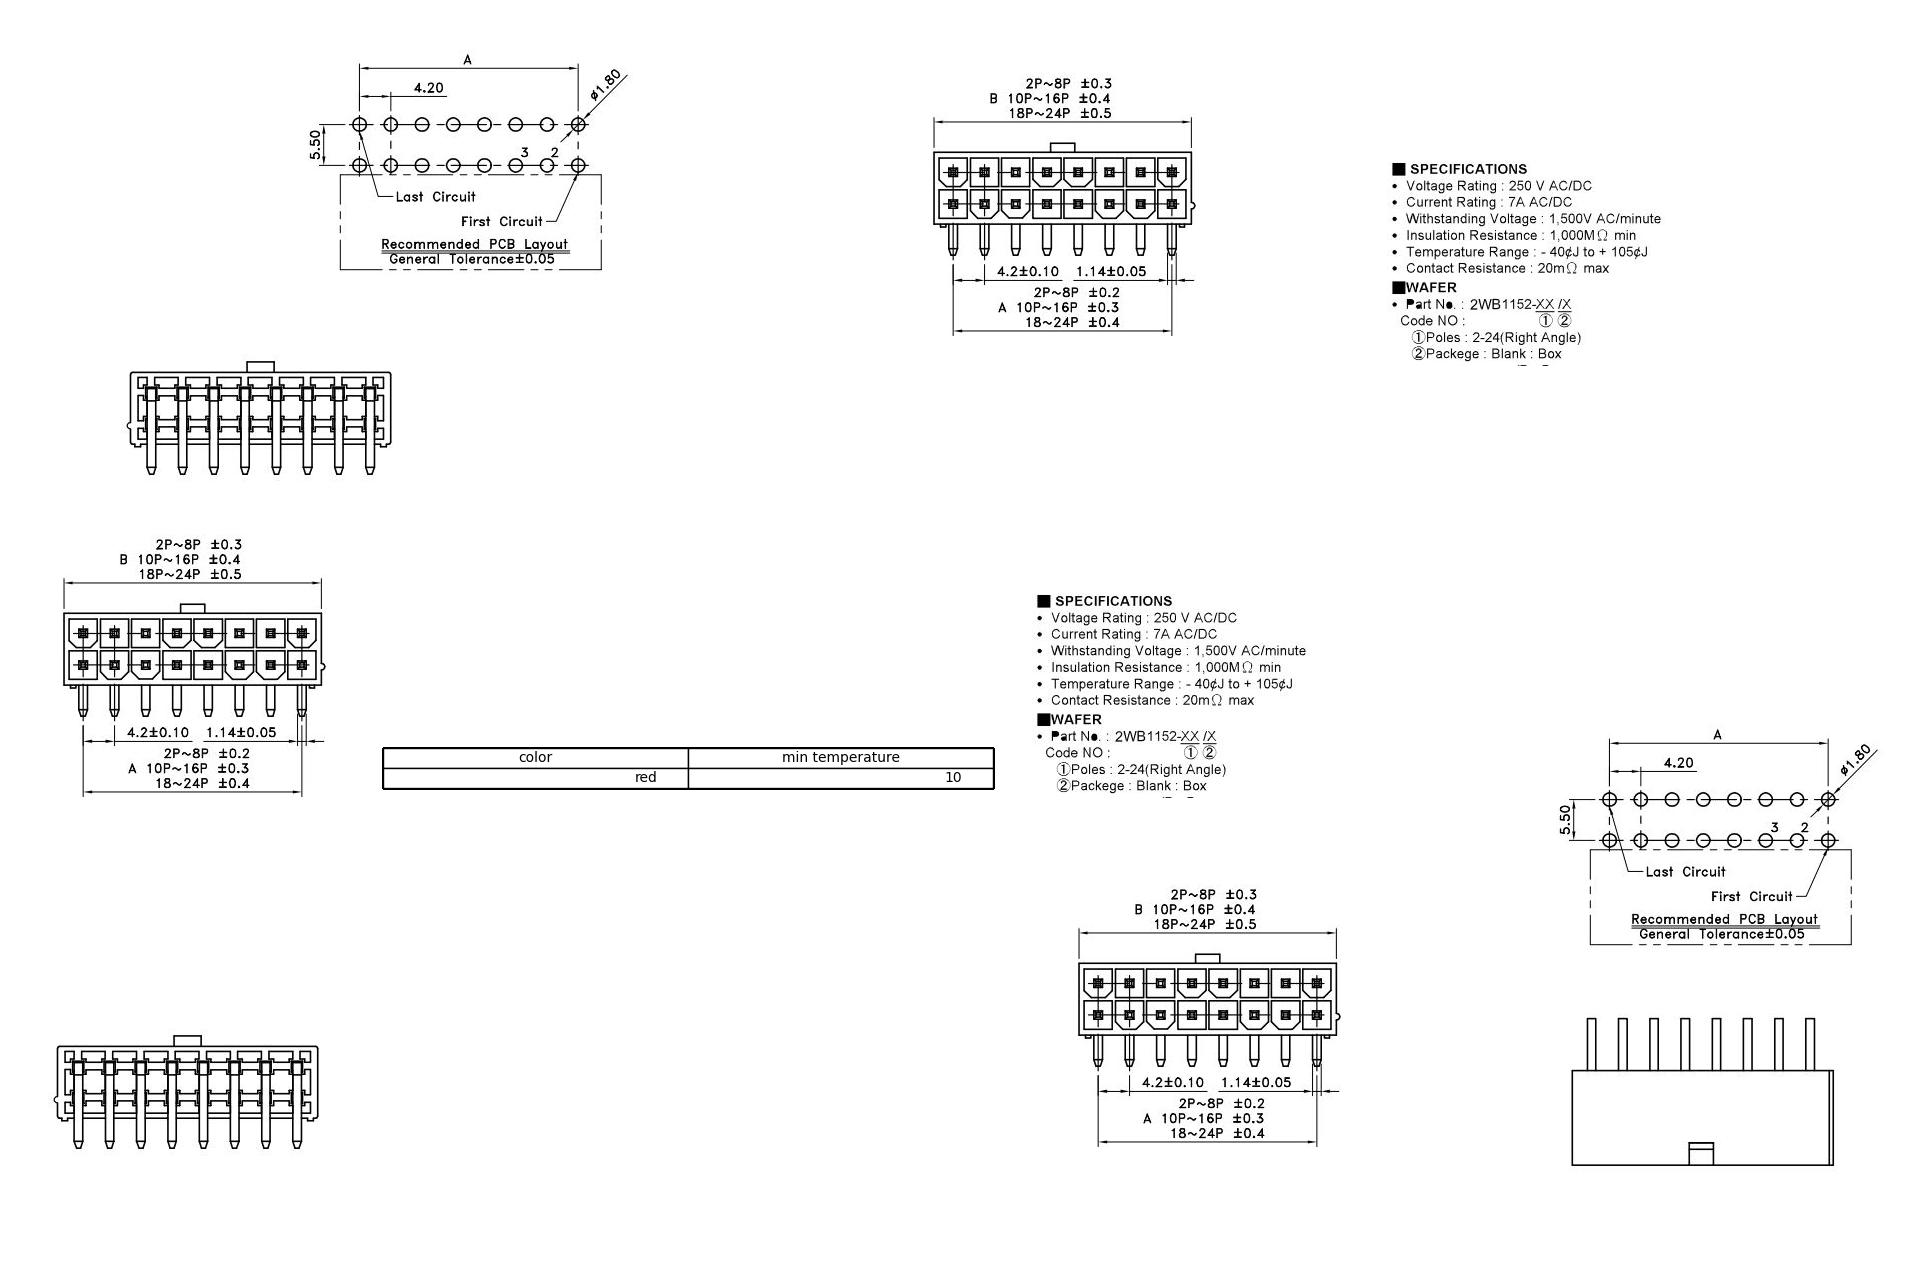 A
4.20
ø1.80
5.50
3 2
Last Circuit
First Circuit
Recommended PCB Layout
General Tolerance±0.05
2P~8P ±0.3
B 10P~16P ±0.4
18P~24P ±0.5
4.2±0.10 1.14±0.05
2P~8P ±0.2
A 10P~16P ±0.3
18~24P ±0.4
■ SPECIFICATIONS
• Voltage Rating : 250 V AC/DC
• Current Rating : 7A AC/DC
• Withstanding Voltage : 1,500V AC/minute
• Insulation Resistance : 1,000MΩ min
• Temperature Range : - 40¢J to + 105¢J
• Contact Resistance : 20mΩ max
■WAFER
• Part No. : 2WB1152-XX /X
Code NO : ① ②
①Poles : 2-24(Right Angle)
②Packege : Blank : Box
2P~8P ±0.3
B 10P~16P ±0.4
18P~24P ±0.5
4.2±0.10 1.14±0.05
2P~8P ±0.2
A 10P~16P ±0.3
18~24P ±0.4
color min temperature
red 10
■ SPECIFICATIONS
• Voltage Rating : 250 V AC/DC
• Current Rating : 7A AC/DC
• Withstanding Voltage : 1,500V AC/minute
• Insulation Resistance : 1,000MΩ min
• Temperature Range : - 40¢J to + 105¢J
• Contact Resistance : 20mΩ max
■WAFER
• Part No. : 2WB1152-XX /X
Code NO : ① ②
①Poles : 2-24(Right Angle)
②Packege : Blank : Box
A
4.20
ø1.80
5.50
3 2
Last Circuit
First Circuit
Recommended PCB Layout
General Tolerance±0.05
2P~8P ±0.3
B 10P~16P ±0.4
18P~24P ±0.5
4.2±0.10 1.14±0.05
2P~8P ±0.2
A 10P~16P ±0.3
18~24P ±0.4